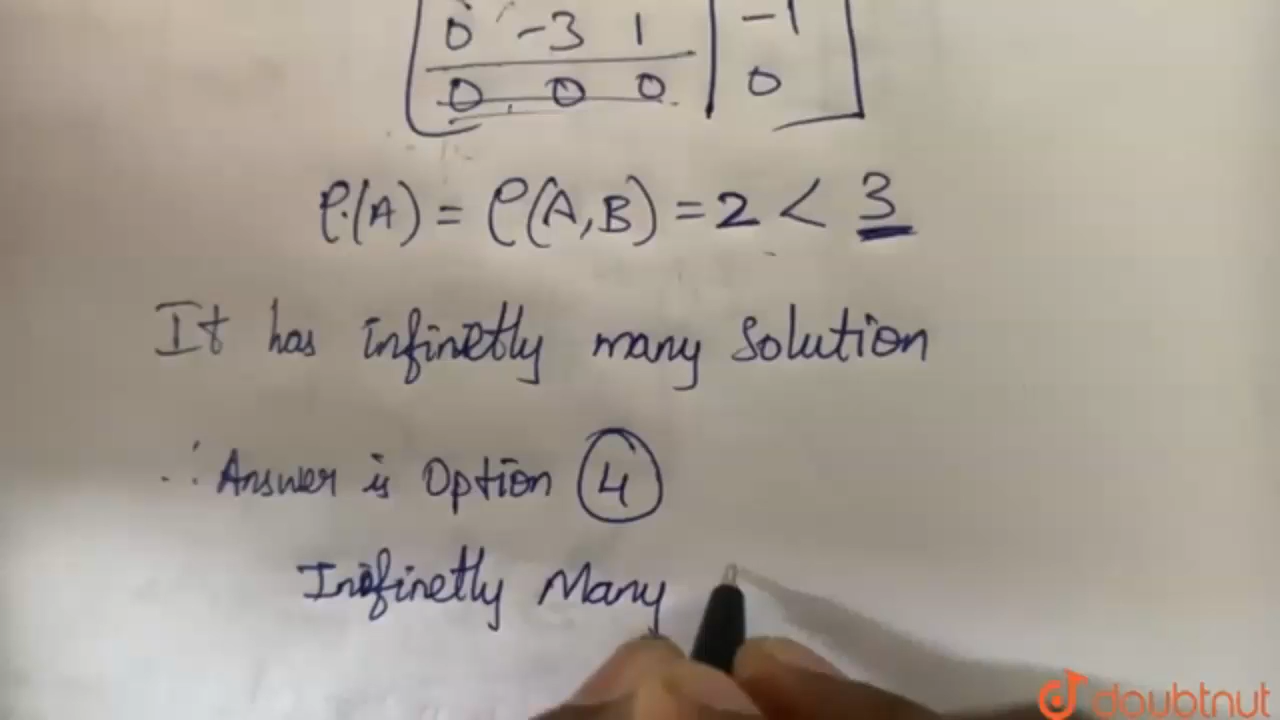 0 -3 1 | -1
0 0 0 | 0
ρ(A) = ρ(A,B) = 2 < 3
It has infinetly many Solution
∴ Answer is Option 4
Infinetly Many
doubtnut